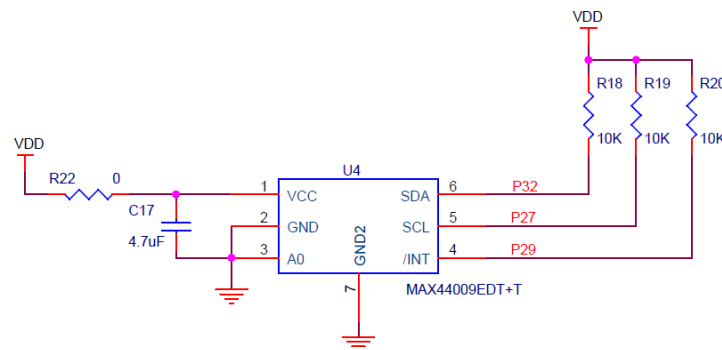 VDD
R18
R19
R20
10K
10K
10K
VDD
R22
0
C17
4.7uF
U4
1
VCC
SDA
6
P32
2
GND
SCL
5
P27
3
A0
/INT
4
P29
GND2
7
MAX44009EDT+T